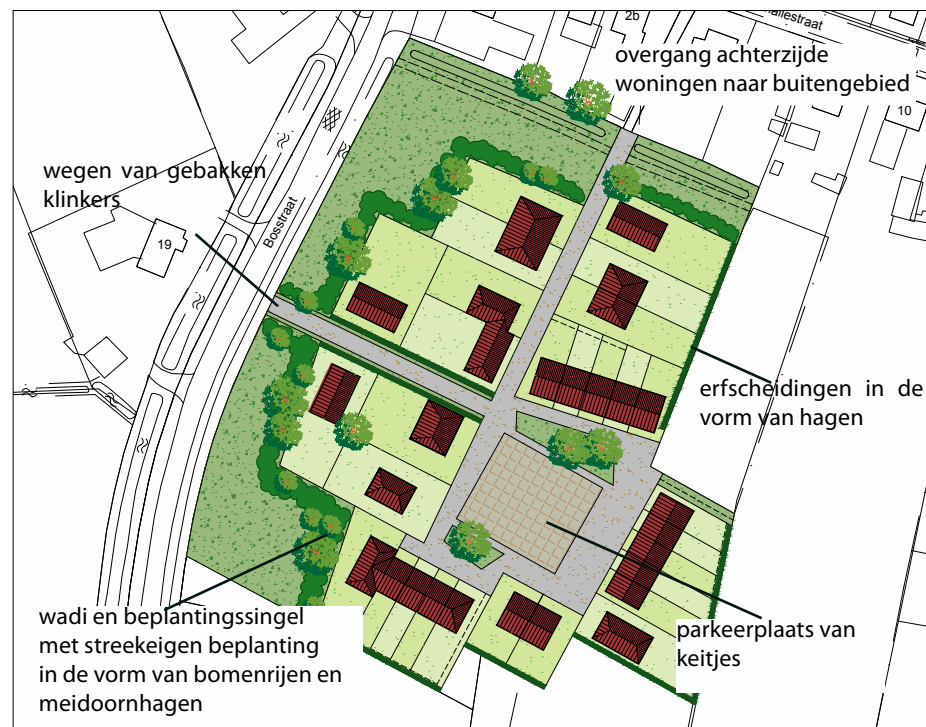 2b
allestraat
overgang achterzijde
woningen naar buitengebied
10
wegen van gebakken
klinkers
19
Bosstraat
erfscheidingen in de
vorm van hagen
wadi en beplantingssingel
met streekeigen beplanting
in de vorm van bomenrijen en
meidoornhagen
parkeerplaats van
keitjes